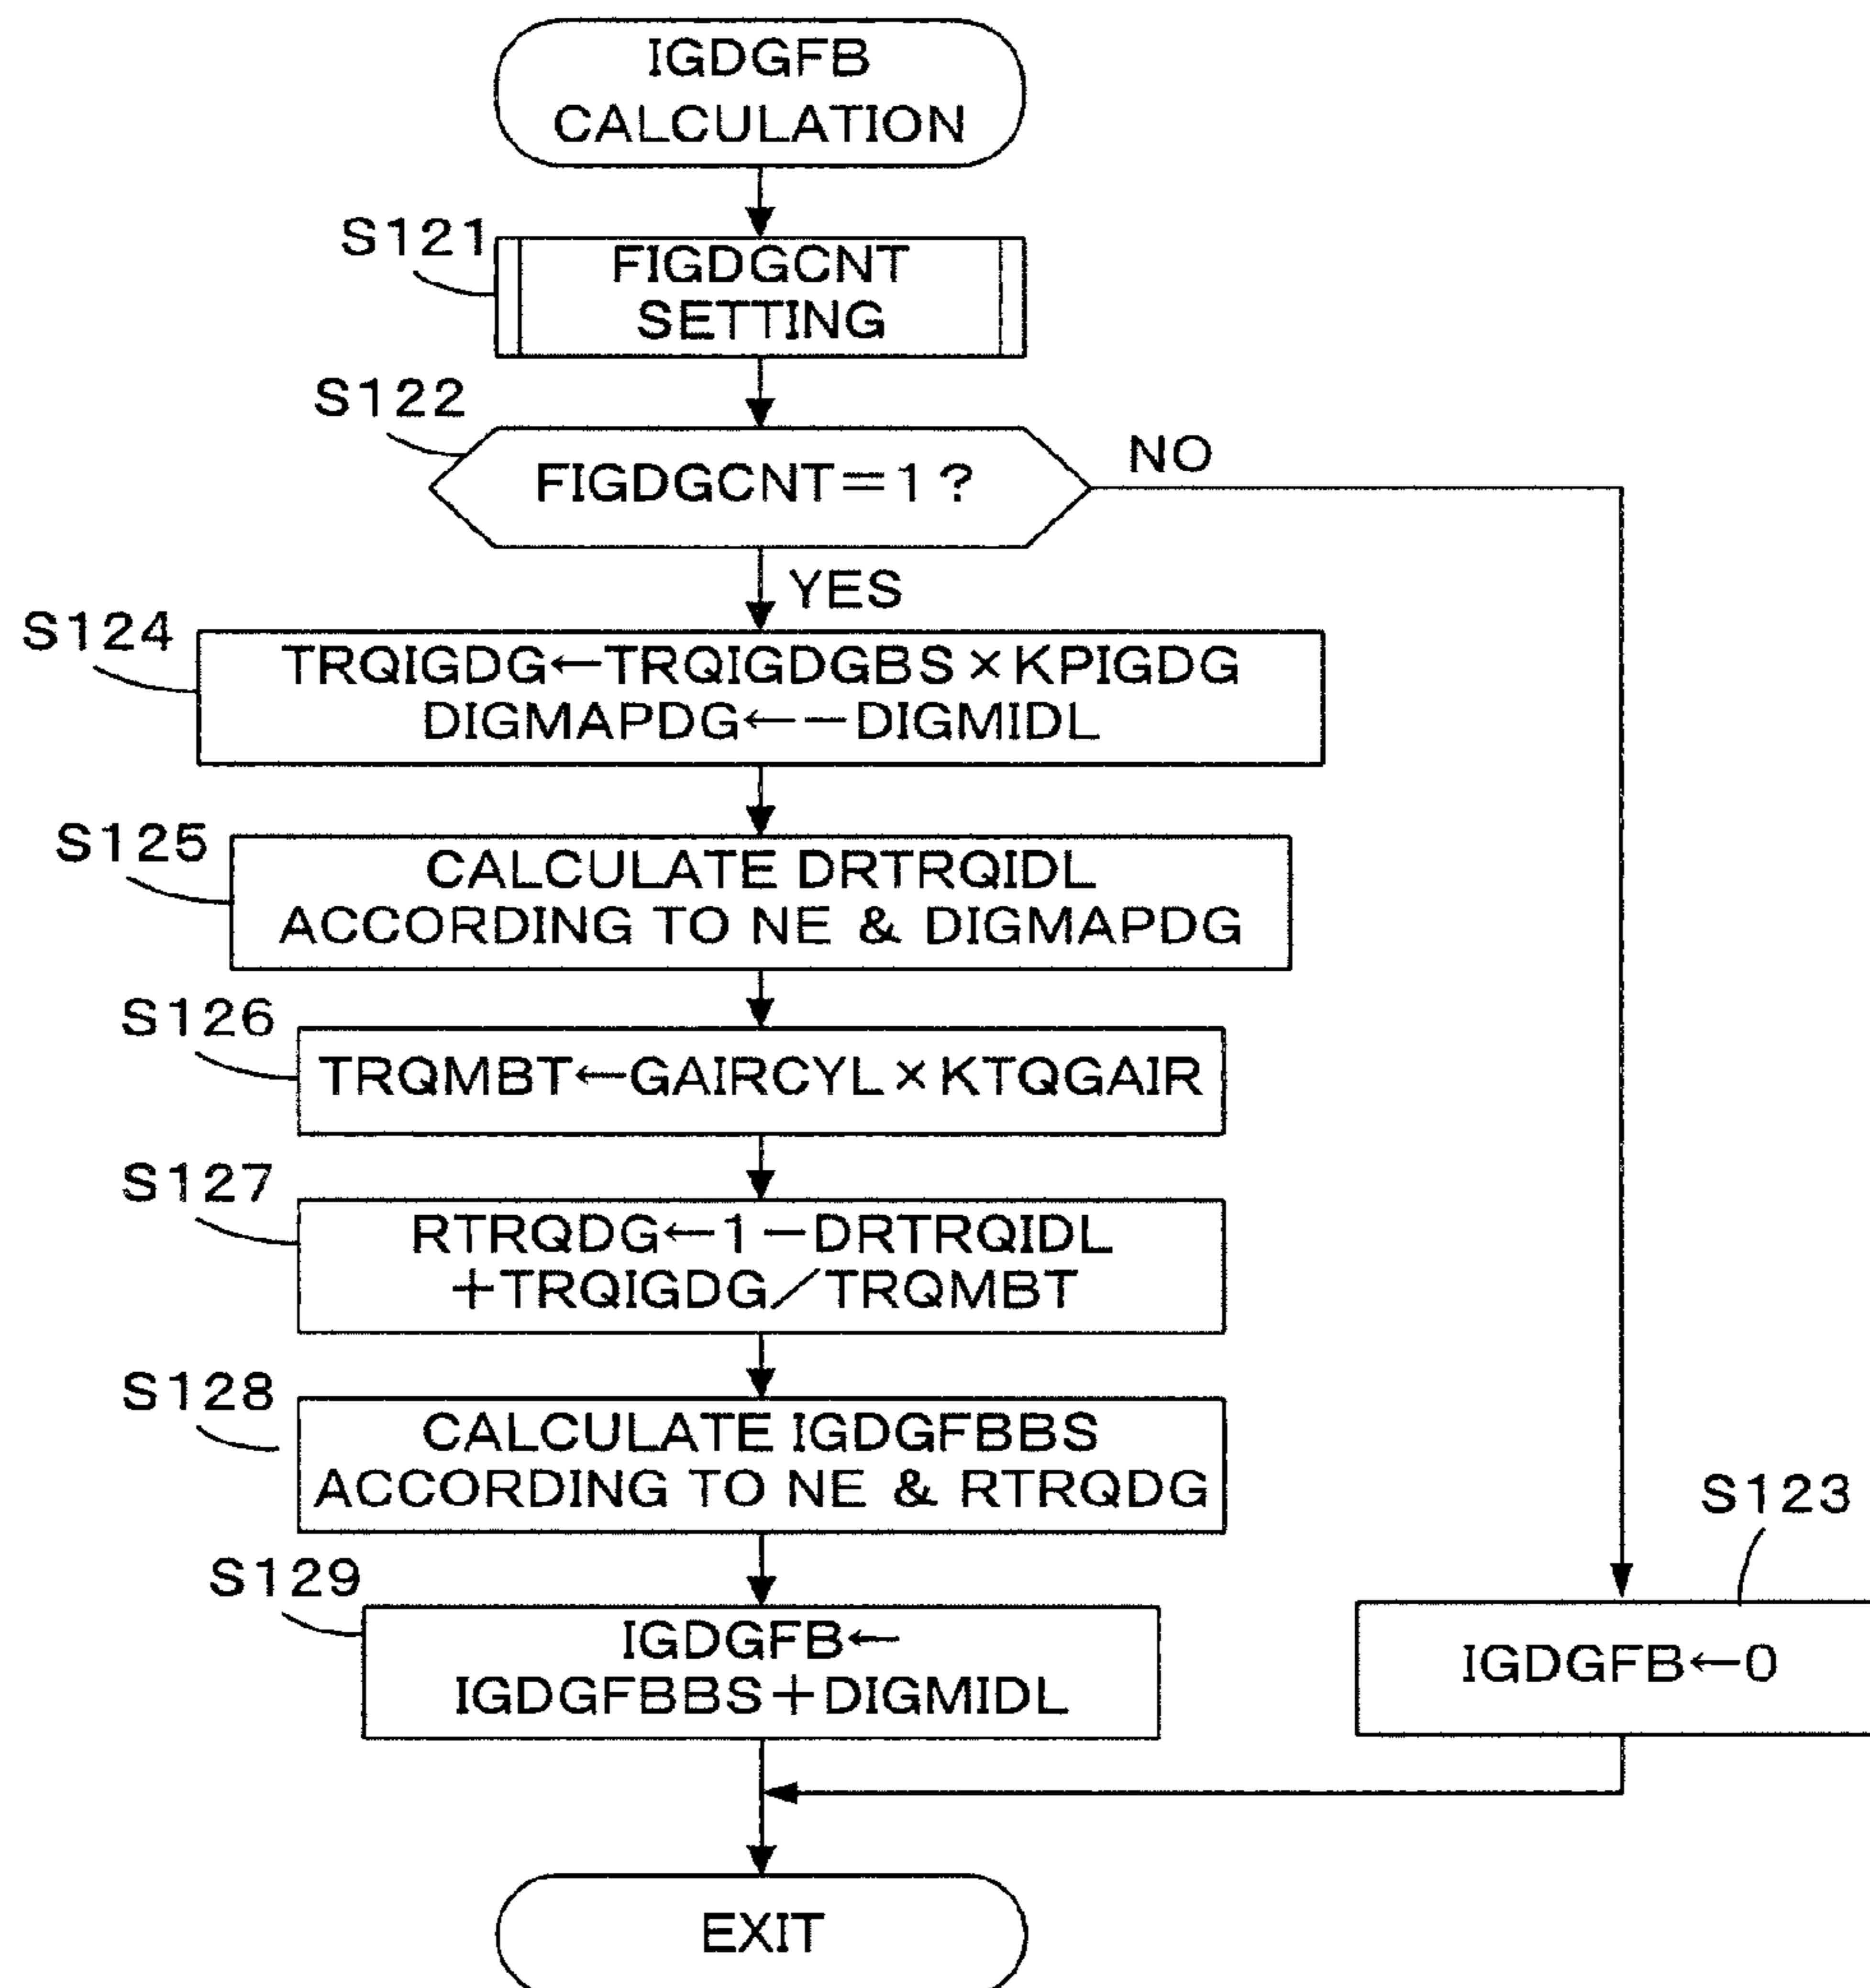 IGDGFB
CALCULATION
S121
FIGDGCNT
SETTING
S122
FIGDGCNT=1?
NO
YES
S124
TRQIGDG←TRQIGDGBS×KPIGDG
DIGMAPDG←−DIGMIDL
S125
CALCULATE DRTRQIDL
ACCORDING TO NE & DIGMAPDG
S126
TRQMBT←GAIRCYL×KTQGAIR
S127
RTRQDG←1−DRTRQIDL
+TRQIGDG/TRQMBT
S128
CALCULATE IGDGFBBS
ACCORDING TO NE & RTRQDG
S129
IGDGFB←
IGDGFBBS+DIGMIDL
S123
IGDGFB←0
EXIT